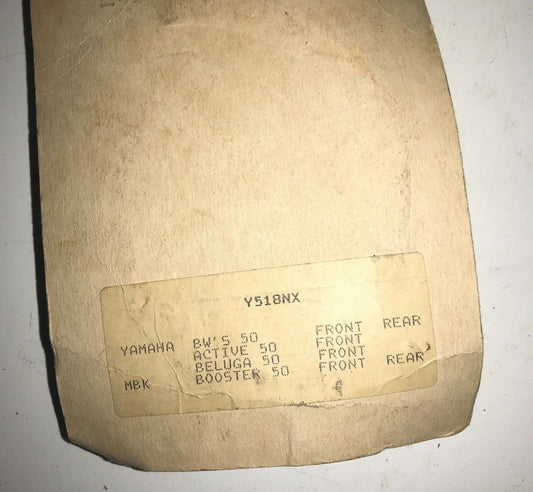 Y518NX
YAMAHA BW'S 50 FRONT REAR
ACTIVE 50 FRONT
BELUGA 50 FRONT
MBK BOOSTER 50 FRONT REAR